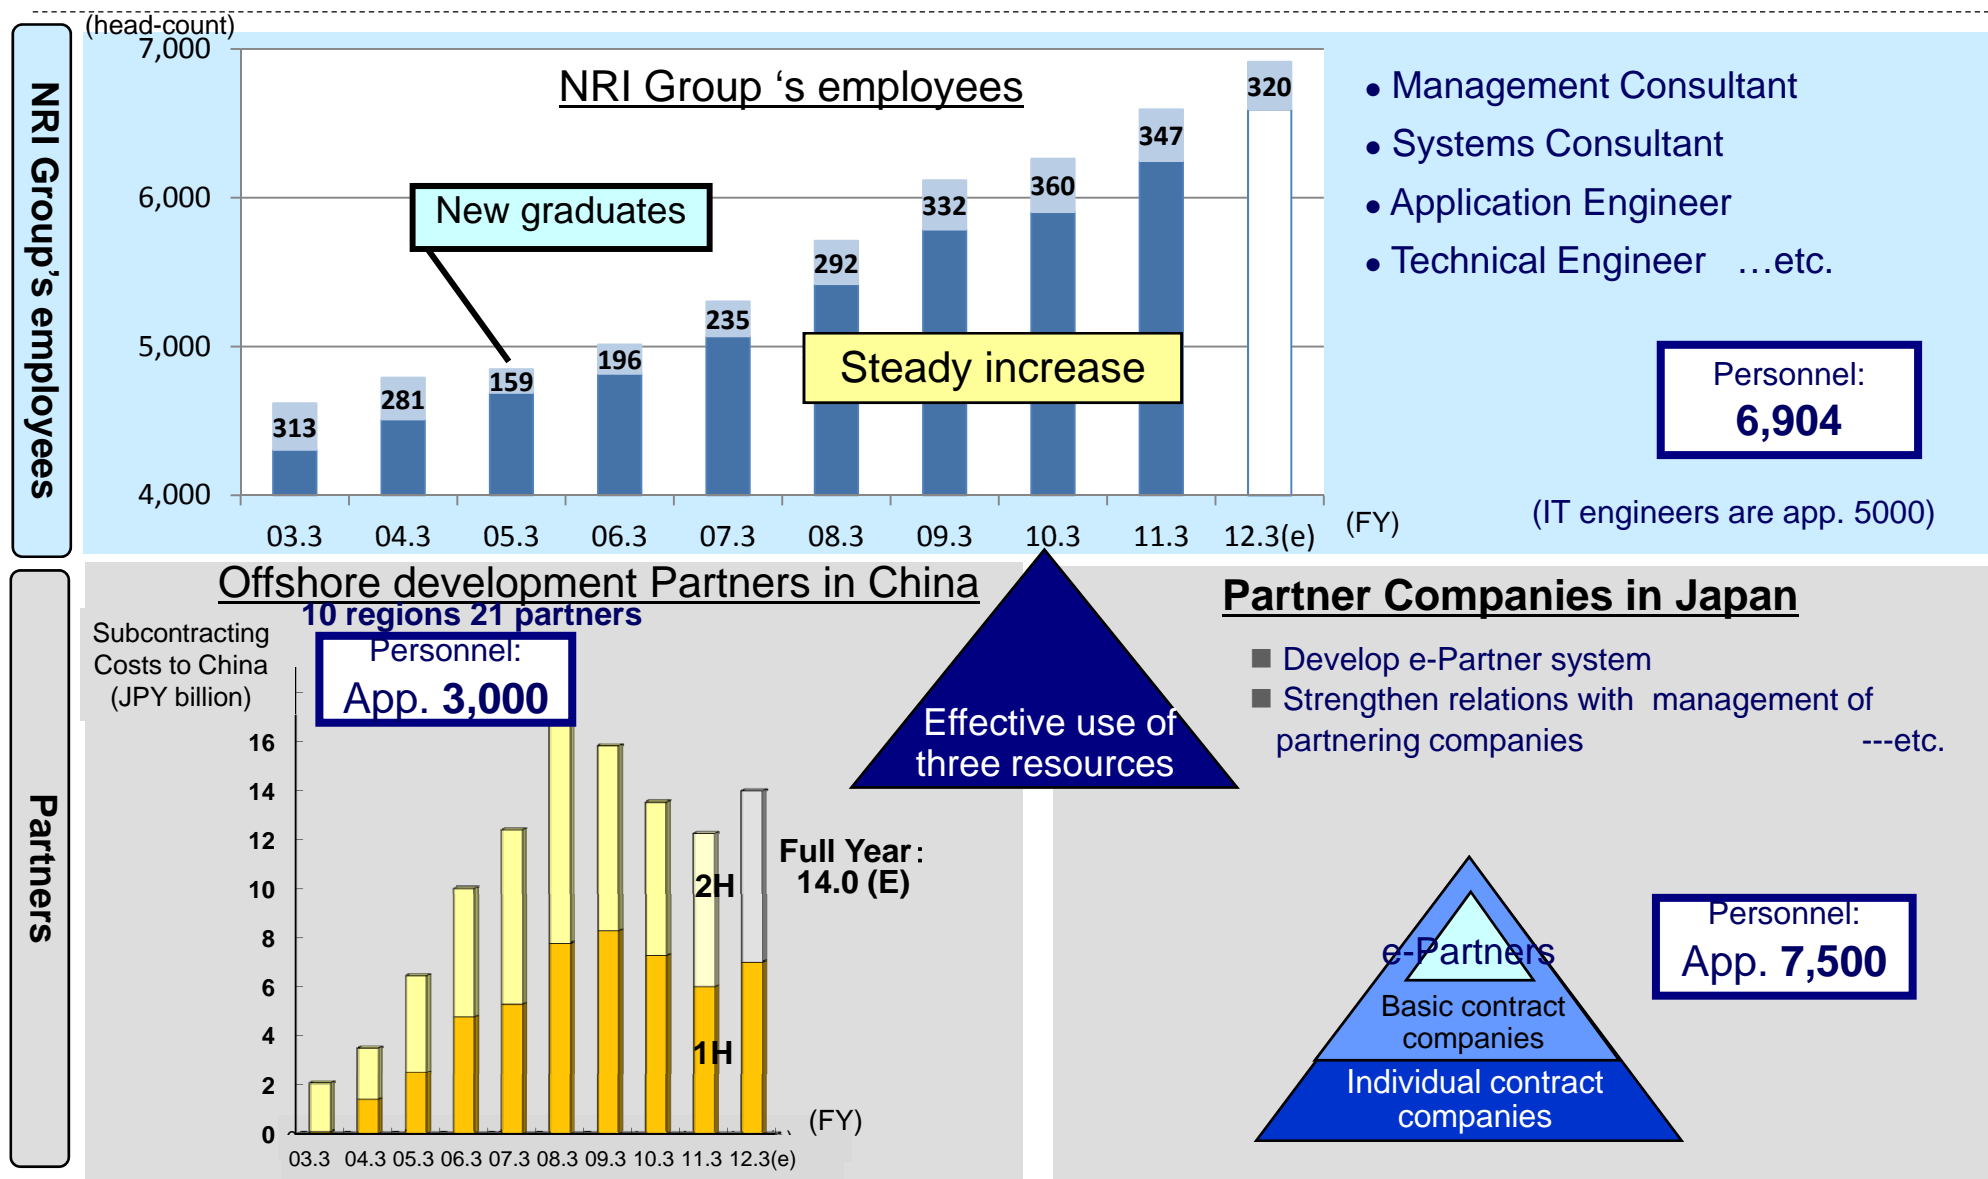 (head-count)
NRI Group's employees
7,000
6,000
5,000
4,000
NRI Group ‘s employees
New graduates
Steady increase
313
281
159
196
235
292
332
360
347
320
03.3 04.3 05.3 06.3 07.3 08.3 09.3 10.3 11.3 12.3(e)
(FY)
● Management Consultant
● Systems Consultant
● Application Engineer
● Technical Engineer …etc.
Personnel:
6,904
(IT engineers are app. 5000)
Partners
Offshore development Partners in China
10 regions 21 partners
Subcontracting
Costs to China
(JPY billion)
Personnel:
App. 3,000
16
14
12
10
8
6
4
2
0
2H
1H
Full Year:
14.0 (E)
(FY)
03.3 04.3 05.3 06.3 07.3 08.3 09.3 10.3 11.3 12.3(e)
Effective use of
three resources
Partner Companies in Japan
■ Develop e-Partner system
■ Strengthen relations with management of
partnering companies ---etc.
e-Partners
Basic contract
companies
Individual contract
companies
Personnel:
App. 7,500